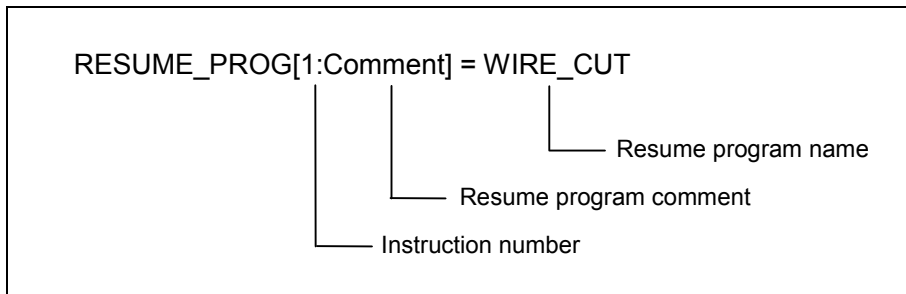 RESUME_PROG[1:Comment] = WIRE_CUT
Resume program name
Resume program comment
Instruction number